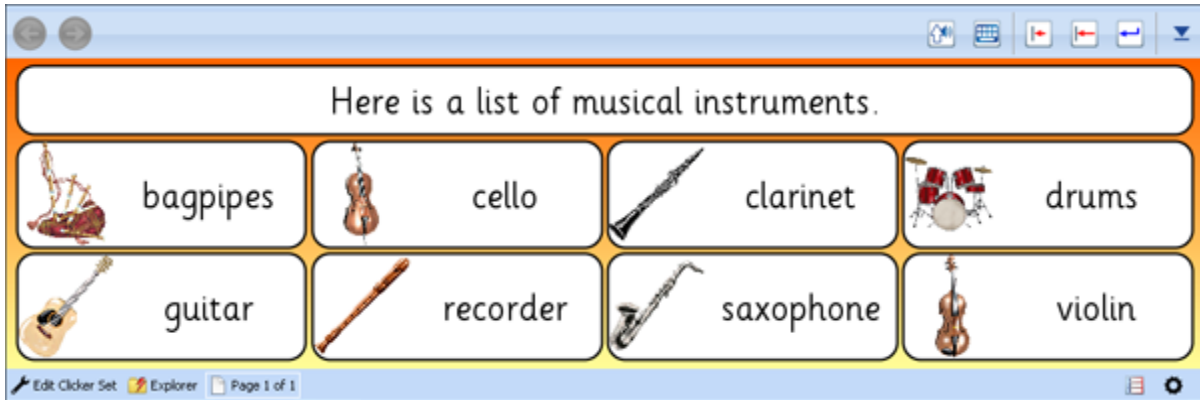 Here is a list of musical instruments.
bagpipes
cello
clarinet
drums
guitar
recorder
saxophone
violin
Edit Clicker Set Explorer Page 1 of 1